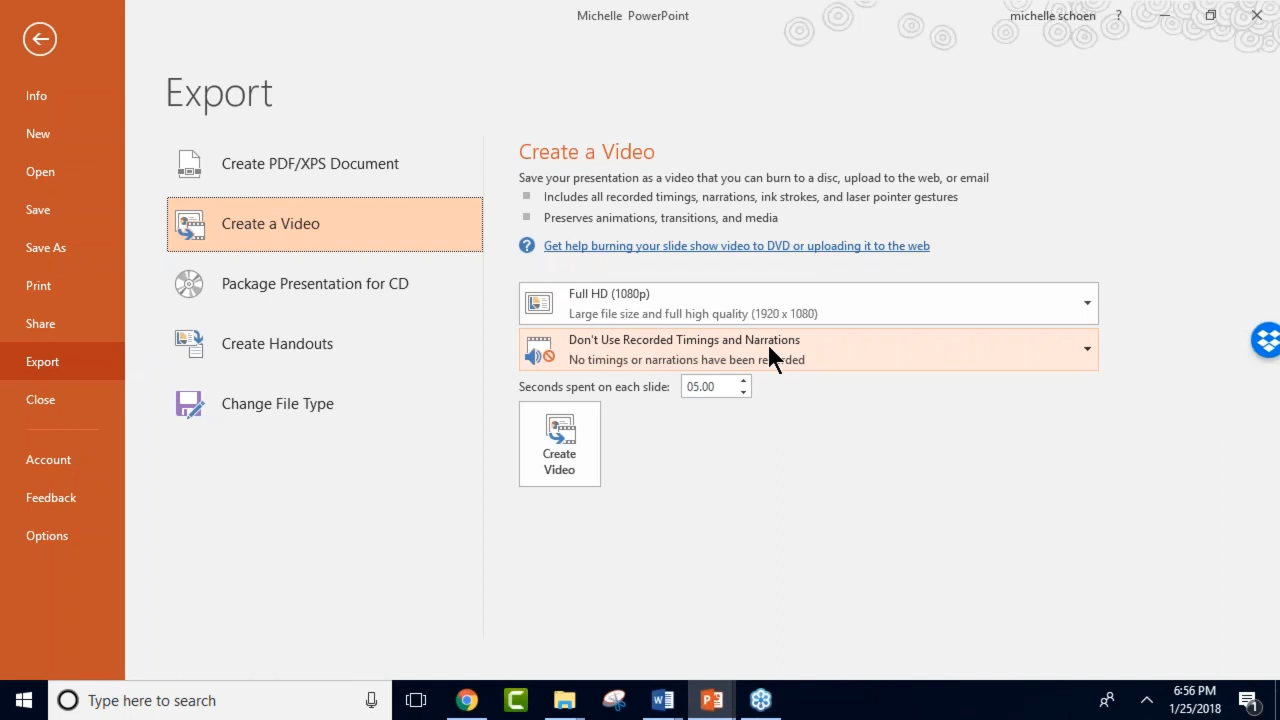 Michelle PowerPoint
michelle schoen
?
Info
New
Open
Save
Save As
Print
Share
Export
Close
Account
Feedback
Options
Export
Create PDF/XPS Document
Create a Video
Package Presentation for CD
Create Handouts
Change File Type
Create a Video
Save your presentation as a video that you can burn to a disc, upload to the web, or email
Includes all recorded timings, narrations, ink strokes, and laser pointer gestures
Preserves animations, transitions, and media
? Get help burning your slide show video to DVD or uploading it to the web
Full HD (1080p)
Large file size and full high quality (1920 x 1080)
Don't Use Recorded Timings and Narrations
No timings or narrations have been recorded
Seconds spent on each slide: 05.00
Create
Video
Type here to search
6:56 PM
1/25/2018
1